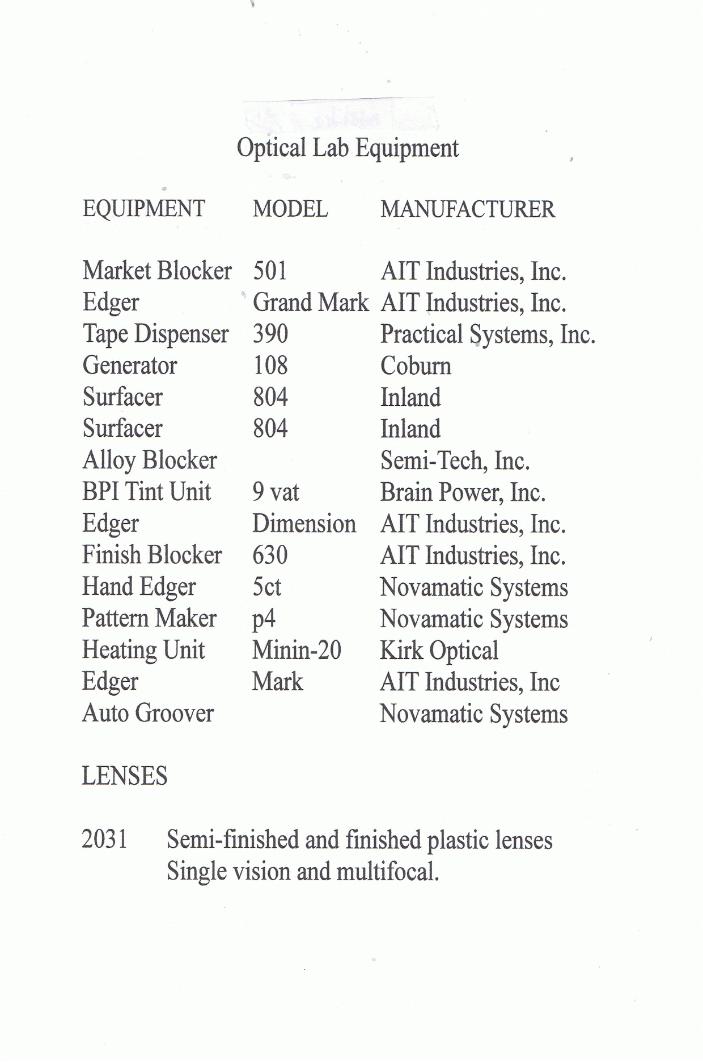 Optical Lab Equipment
EQUIPMENT MODEL MANUFACTURER
Market Blocker 501 AIT Industries, Inc.
Edger Grand Mark AIT Industries, Inc.
Tape Dispenser 390 Practical Systems, Inc.
Generator 108 Coburn
Surfacer 804 Inland
Surfacer 804 Inland
Alloy Blocker Semi-Tech, Inc.
BPI Tint Unit 9 vat Brain Power, Inc.
Edger Dimension AIT Industries, Inc.
Finish Blocker 630 AIT Industries, Inc.
Hand Edger 5ct Novamatic Systems
Pattern Maker p4 Novamatic Systems
Heating Unit Minin-20 Kirk Optical
Edger Mark AIT Industries, Inc
Auto Groover Novamatic Systems
LENSES
2031 Semi-finished and finished plastic lenses
Single vision and multifocal.